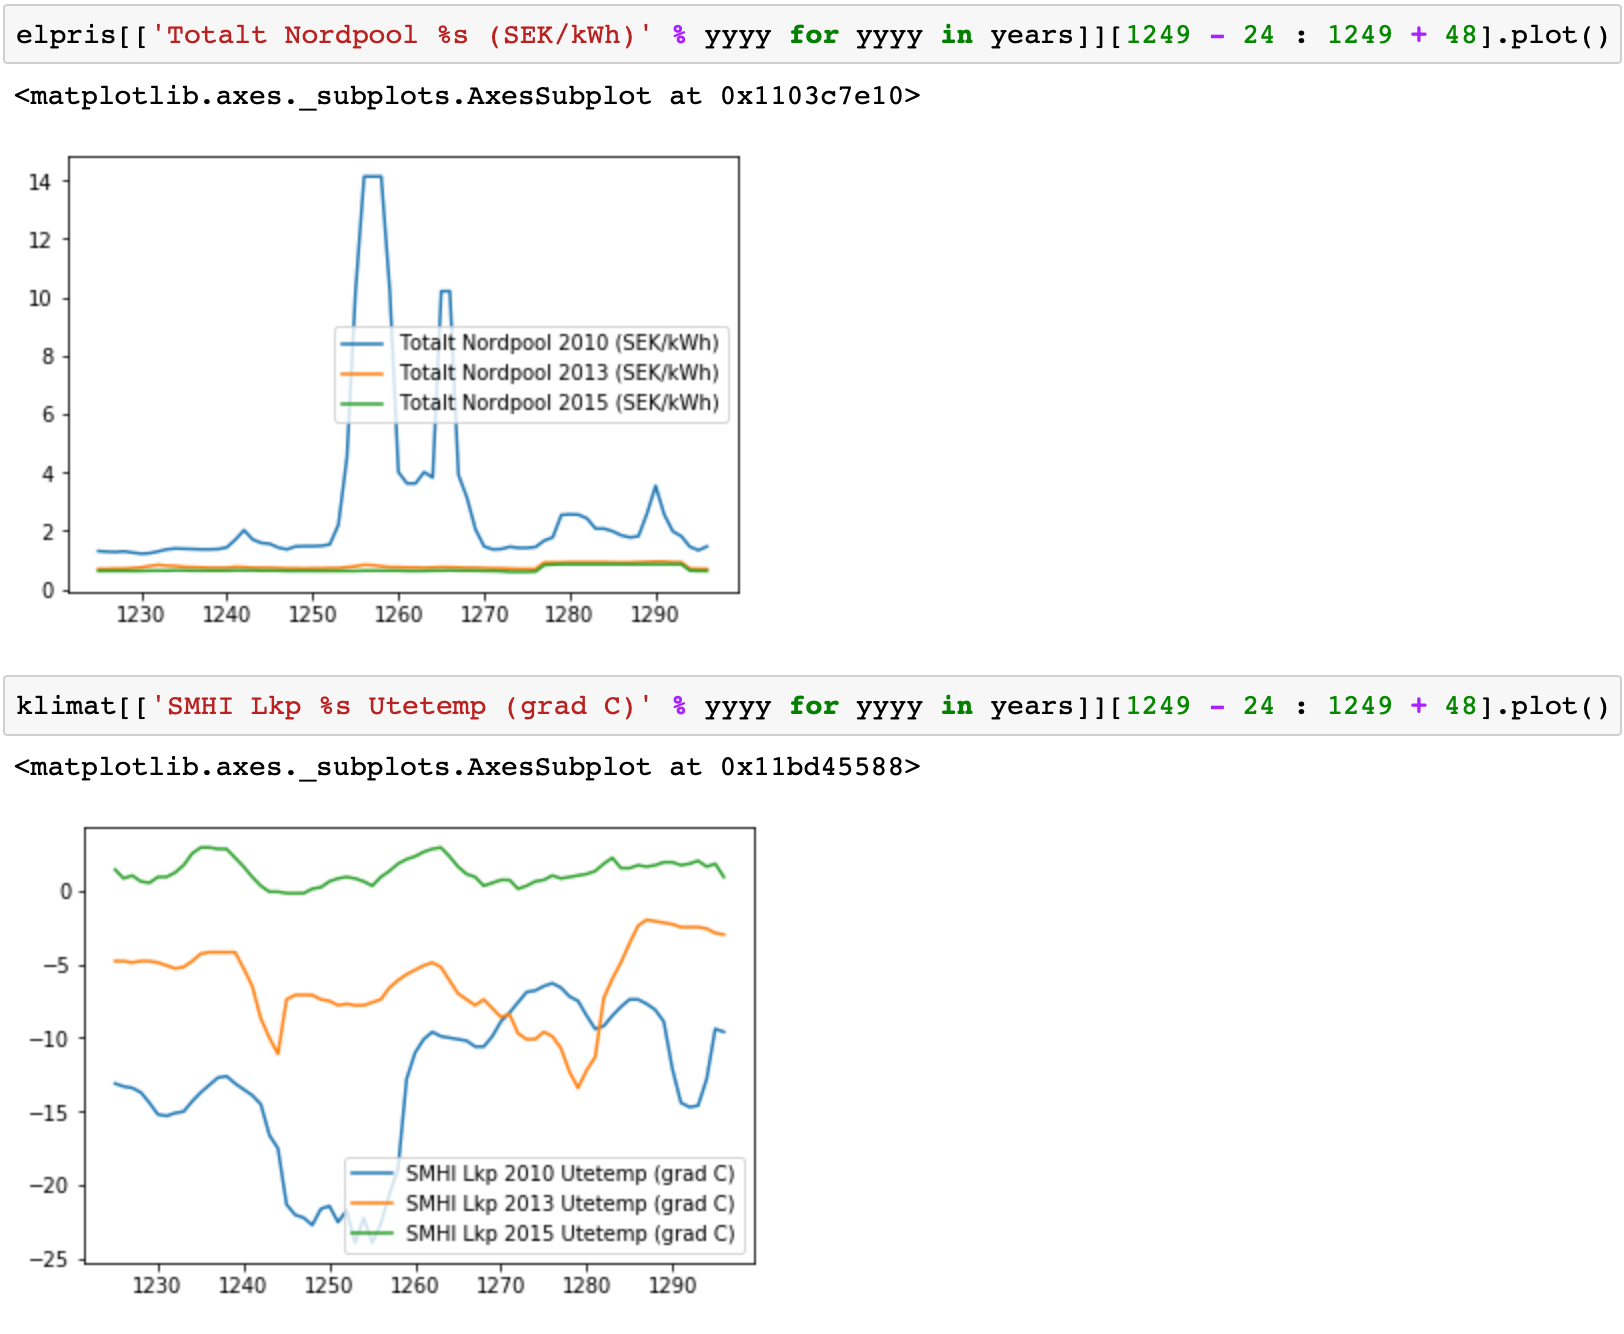 elpris[['Totalt Nordpool %s (SEK/kWh)' % yyyy for yyyy in years]][1249 - 24 : 1249 + 48].plot()
<matplotlib.axes._subplots.AxesSubplot at 0x1103c7e10>
14
12
10
8
6
4
2
0
Totalt Nordpool 2010 (SEK/kWh)
Totalt Nordpool 2013 (SEK/kWh)
Totalt Nordpool 2015 (SEK/kWh)
1230 1240 1250 1260 1270 1280 1290
klimat[['SMHI Lkp %s Utetemp (grad C)' % yyyy for yyyy in years]][1249 - 24 : 1249 + 48].plot()
<matplotlib.axes._subplots.AxesSubplot at 0x11bd45588>
0
−5
−10
−15
−20
−25
SMHI Lkp 2010 Utetemp (grad C)
SMHI Lkp 2013 Utetemp (grad C)
SMHI Lkp 2015 Utetemp (grad C)
1230 1240 1250 1260 1270 1280 1290